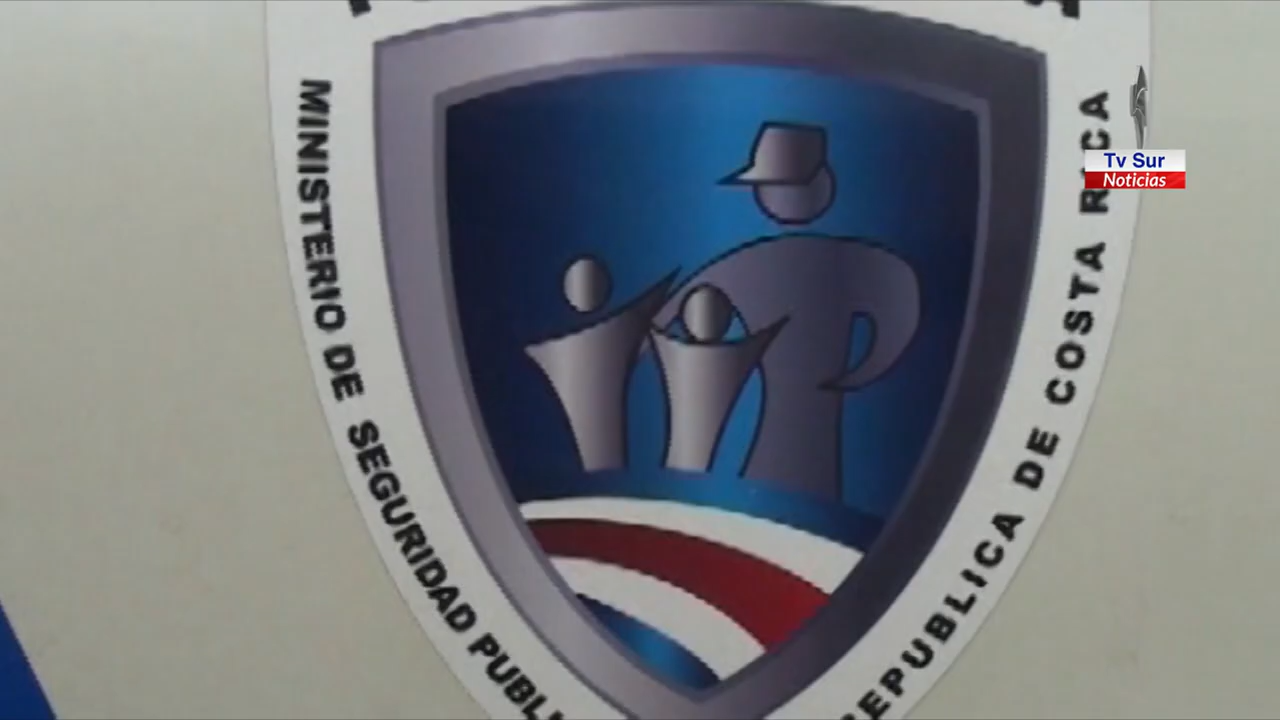 MINISTERIO DE SEGURIDAD
REPUBLICA DE COSTA RICA
Tv Sur
Noticias